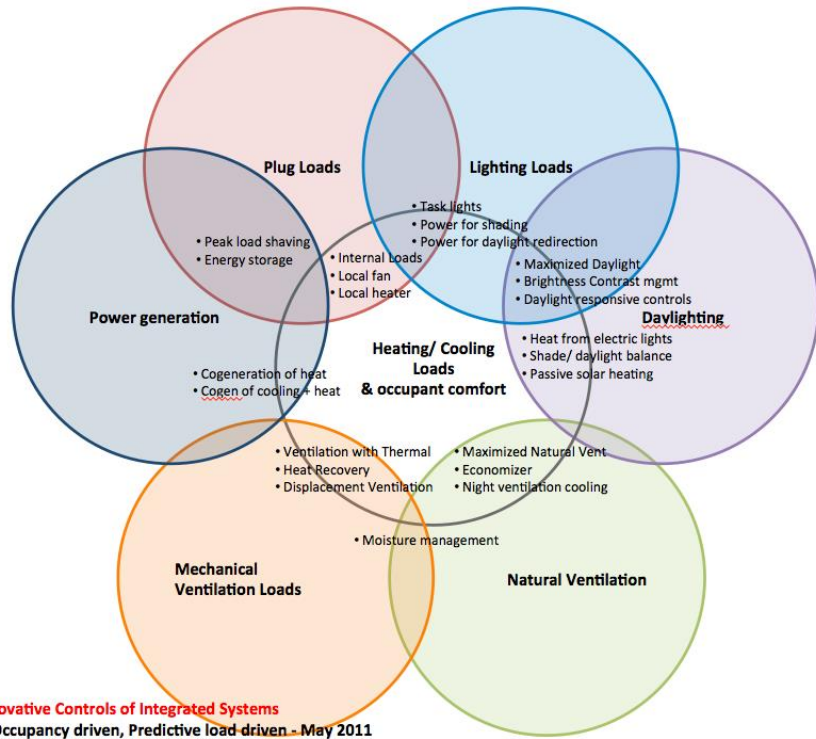 Plug Loads
Lighting Loads
• Task lights
• Power for shading
• Power for daylight redirection
• Peak load shaving
• Energy storage
• Internal Loads
• Local fan
• Local heater
• Maximized Daylight
• Brightness Contrast mgmt
• Daylight responsive controls
Power generation
Daylighting
Heating/ Cooling
Loads
& occupant comfort
• Heat from electric lights
• Shade/ daylight balance
• Passive solar heating
• Cogeneration of heat
• Cogen of cooling + heat
• Ventilation with Thermal
• Heat Recovery
• Displacement Ventilation
• Maximized Natural Vent
• Economizer
• Night ventilation cooling
• Moisture management
Mechanical
Ventilation Loads
Natural Ventilation
ovative Controls of Integrated Systems
Occupancy driven, Predictive load driven - May 2011